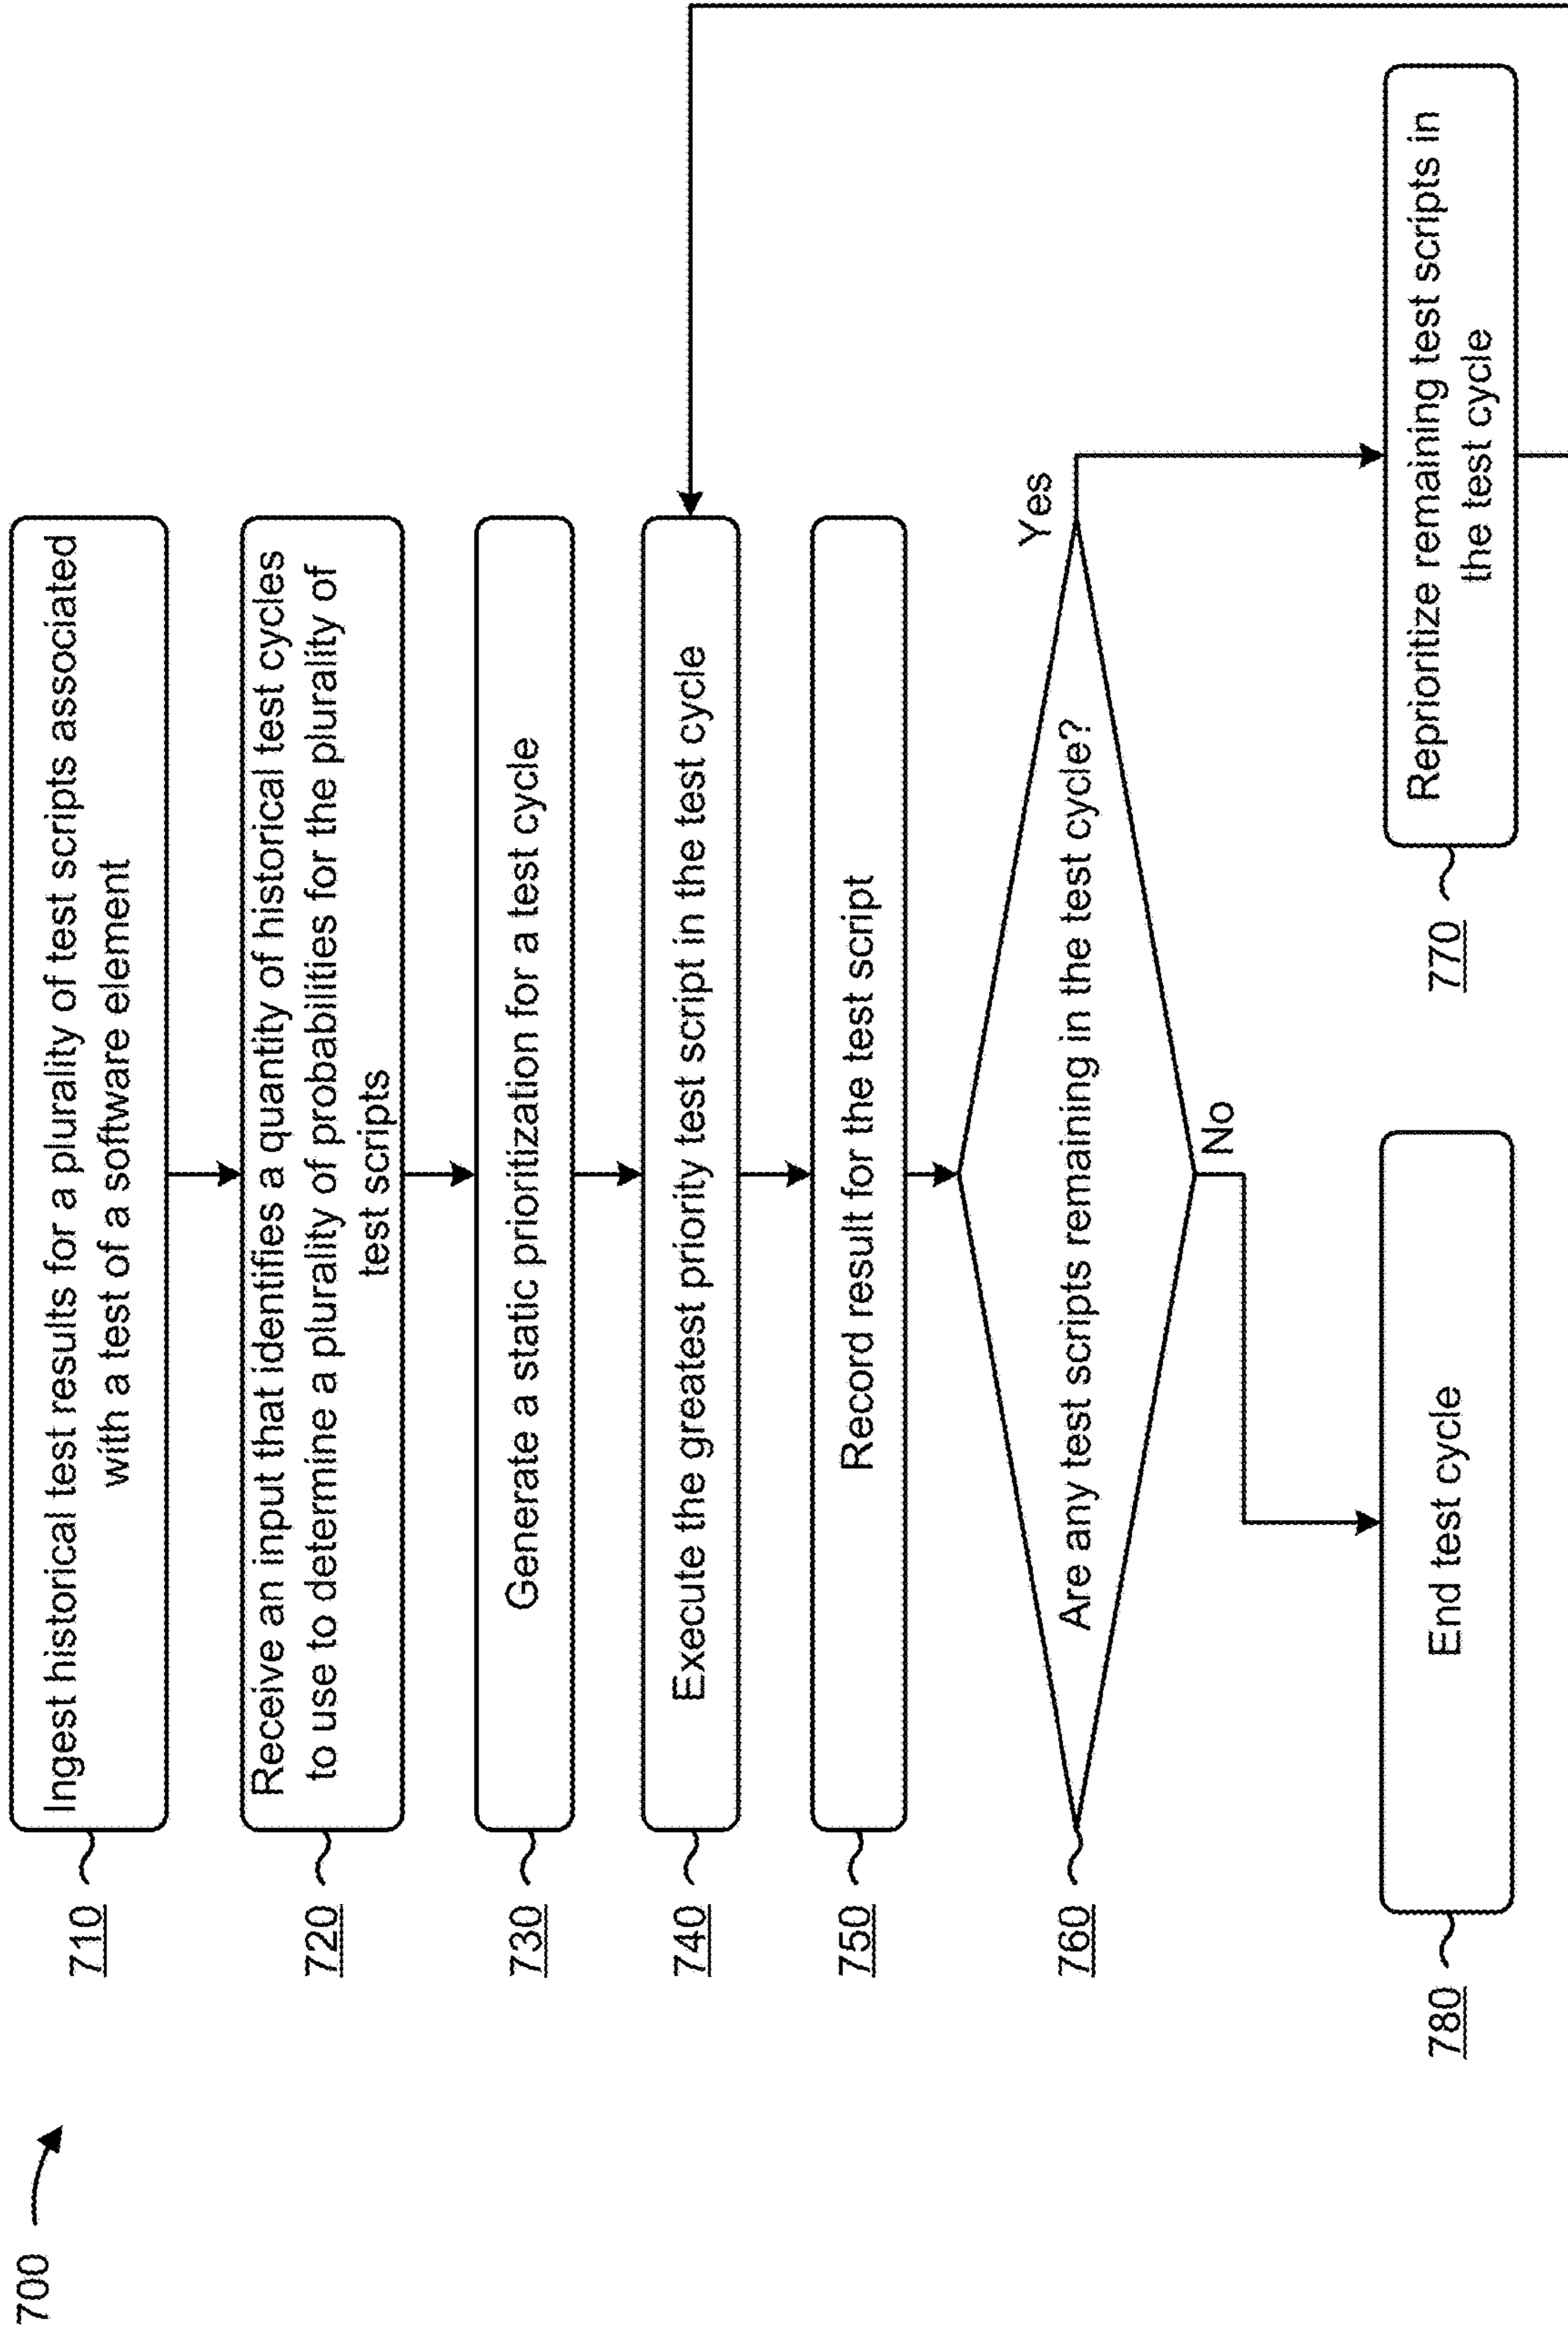 700
710
Ingest historical test results for a plurality of test scripts associated
with a test of a software element
720
Receive an input that identifies a quantity of historical test cycles
to use to determine a plurality of probabilities for the plurality of
test scripts
730
Generate a static prioritization for a test cycle
740
Execute the greatest priority test script in the test cycle
750
Record result for the test script
760
Are any test scripts remaining in the test cycle?
Yes
No
780
End test cycle
770
Reprioritize remaining test scripts in
the test cycle